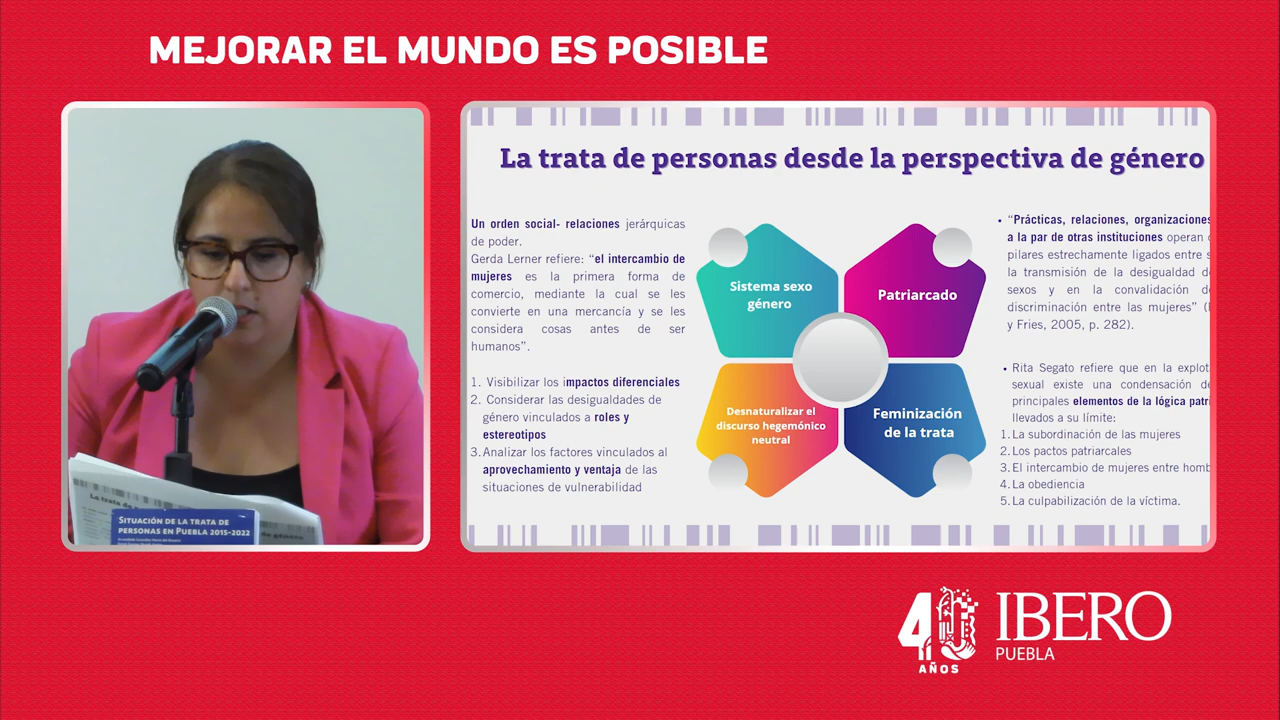 MEJORAR EL MUNDO ES POSIBLE
SITUACIÓN DE LA TRATA DE
PERSONAS EN PUEBLA 2015-2022
La trata de personas desde la perspectiva de género
Un orden social- relaciones jerárquicas
de poder.
Gerda Lerner refiere: “el intercambio de
mujeres es la primera forma de
comercio, mediante la cual se les
convierte en una mercancía y se les
considera cosas antes de ser
humanos”.
1. Visibilizar los impactos diferenciales
2. Considerar las desigualdades de
género vinculados a roles y
estereotipos
3. Analizar los factores vinculados al
aprovechamiento y ventaja de las
situaciones de vulnerabilidad
Sistema sexo
género
Patriarcado
Desnaturalizar el
discurso hegemónico
neutral
Feminización
de la trata
• “Prácticas, relaciones, organizaciones
a la par de otras instituciones operan
pilares estrechamente ligados entre
la transmisión de la desigualdad
sexos y en la convalidación
discriminación entre las mujeres”
y Fries, 2005, p. 282).
• Rita Segato refiere que en la
sexual existe una condensación
principales elementos de la lógica
llevados a su límite:
1. La subordinación de las mujeres
2. Los pactos patriarcales
3. El intercambio de mujeres entre
4. La obediencia
5. La culpabilización de la víctima.
40
AÑOS
IBERO
PUEBLA